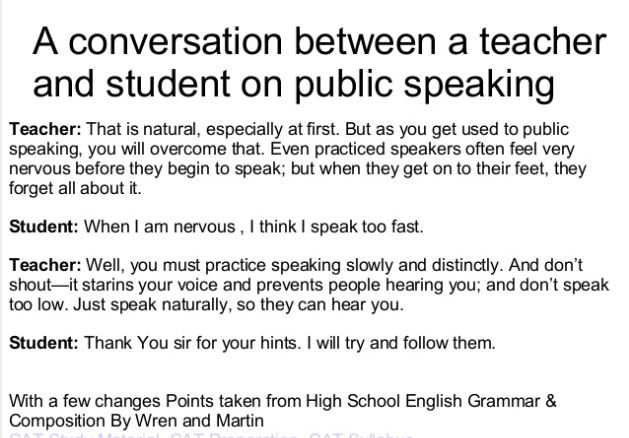 A conversation between a teacher
and student on public speaking
Teacher: That is natural, especially at first. But as you get used to public
speaking, you will overcome that. Even practiced speakers often feel very
nervous before they begin to speak; but when they get on to their feet, they
forget all about it.
Student: When I am nervous , I think I speak too fast.
Teacher: Well, you must practice speaking slowly and distinctly. And don't
shout—it starins your voice and prevents people hearing you; and don't speak
too low. Just speak naturally, so they can hear you.
Student: Thank You sir for your hints. I will try and follow them.
With a few changes Points taken from High School English Grammar &
Composition By Wren and Martin